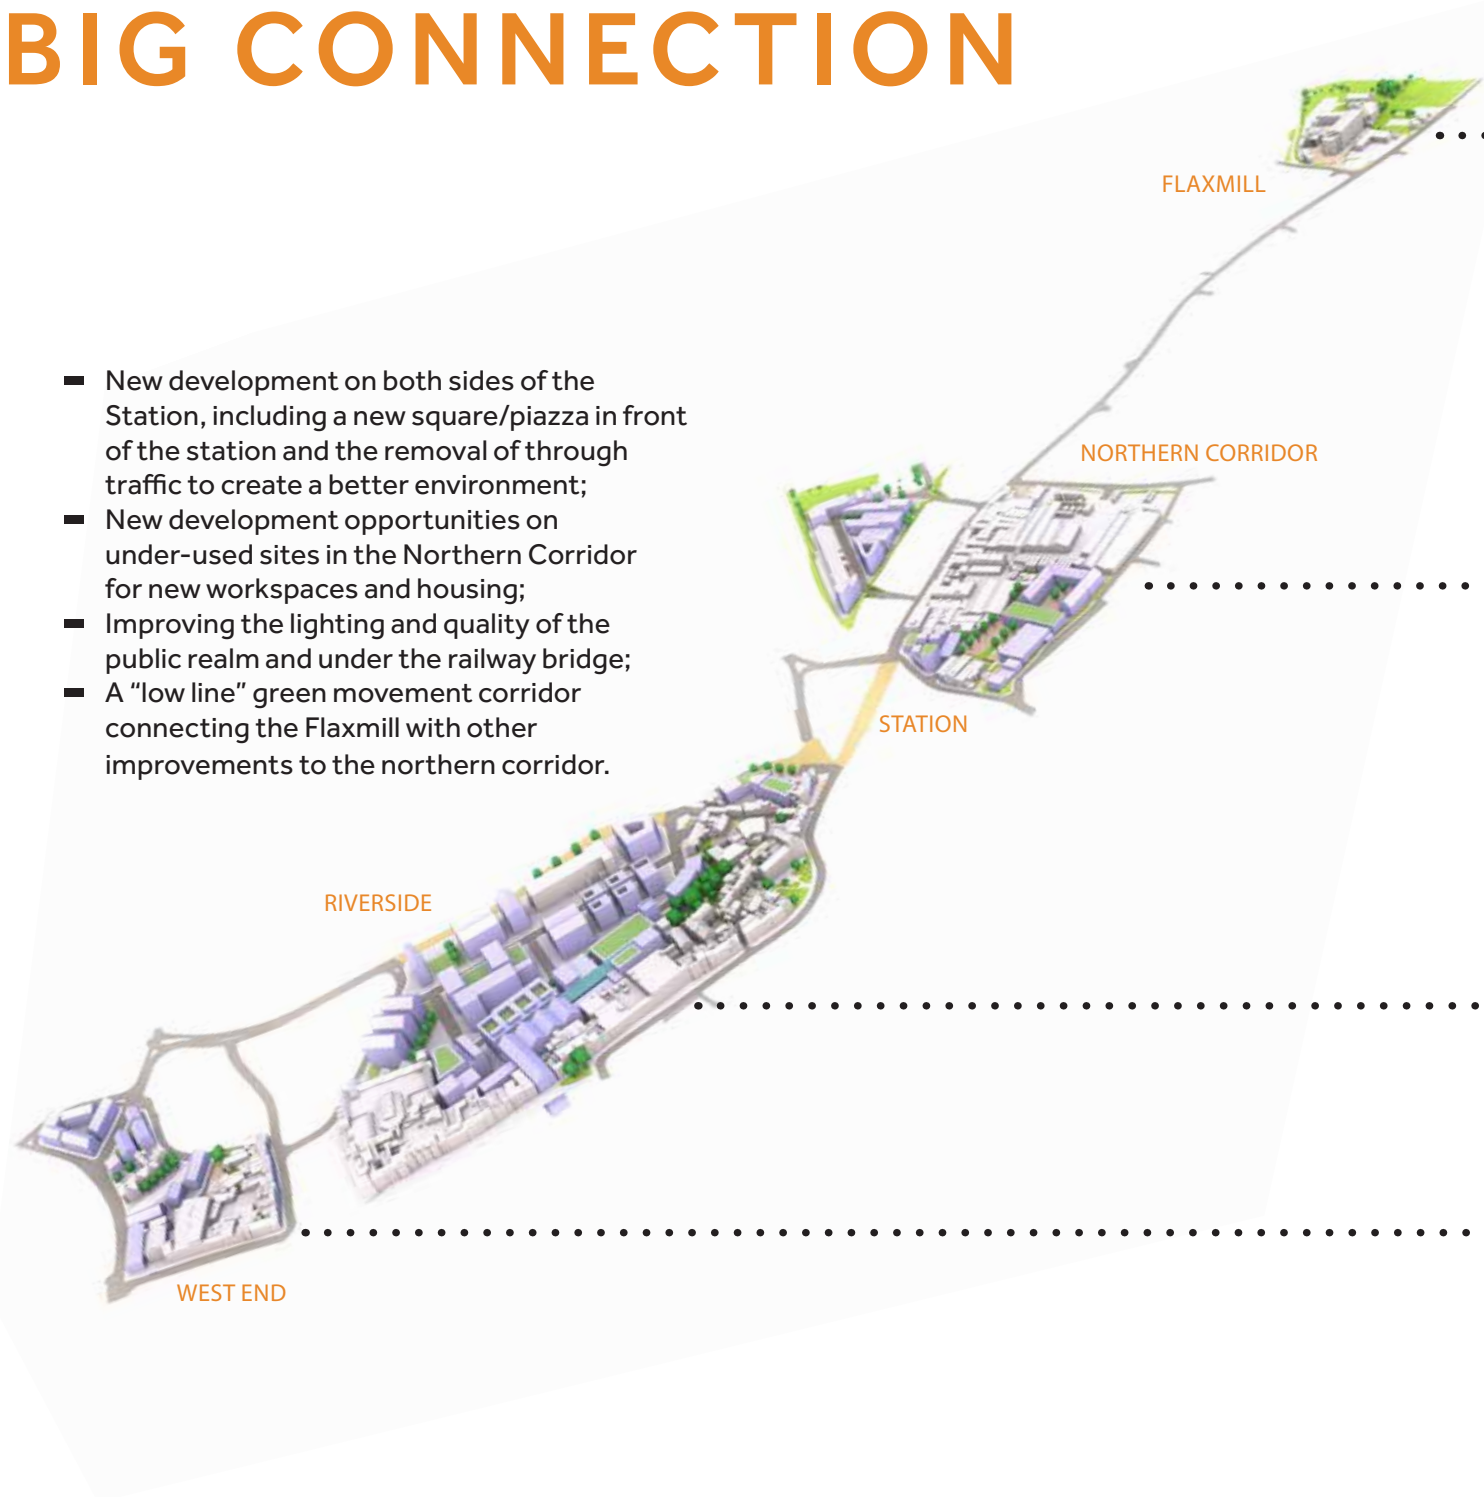 BIG CONNECTION
FLAXMILL
New development on both sides of the
Station, including a new square/piazza in front
of the station and the removal of through
traffic to create a better environment;
New development opportunities on
under-used sites in the Northern Corridor
for new workspaces and housing;
Improving the lighting and quality of the
public realm and under the railway bridge;
A “low line” green movement corridor
connecting the Flaxmill with other
improvements to the northern corridor.
NORTHERN CORRIDOR
STATION
RIVERSIDE
WEST END